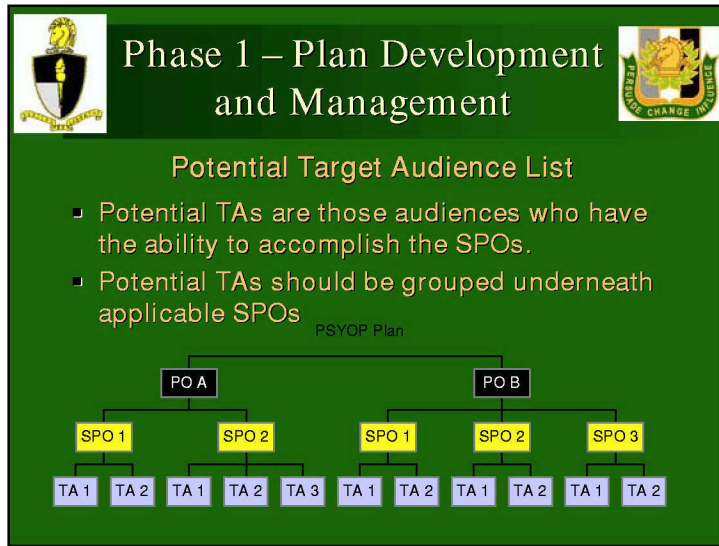 Phase 1 – Plan Development
and Management
PERSUADE CHANGE INFLUENCE
Potential Target Audience List
Potential TAs are those audiences who have
the ability to accomplish the SPOs.
Potential TAs should be grouped underneath
applicable SPOs
PSYOP Plan
PO A PO B
SPO 1 SPO 2 SPO 1 SPO 2 SPO 3
TA 1 TA 2 TA 1 TA 2 TA 3 TA 1 TA 2 TA 1 TA 2 TA 1 TA 2